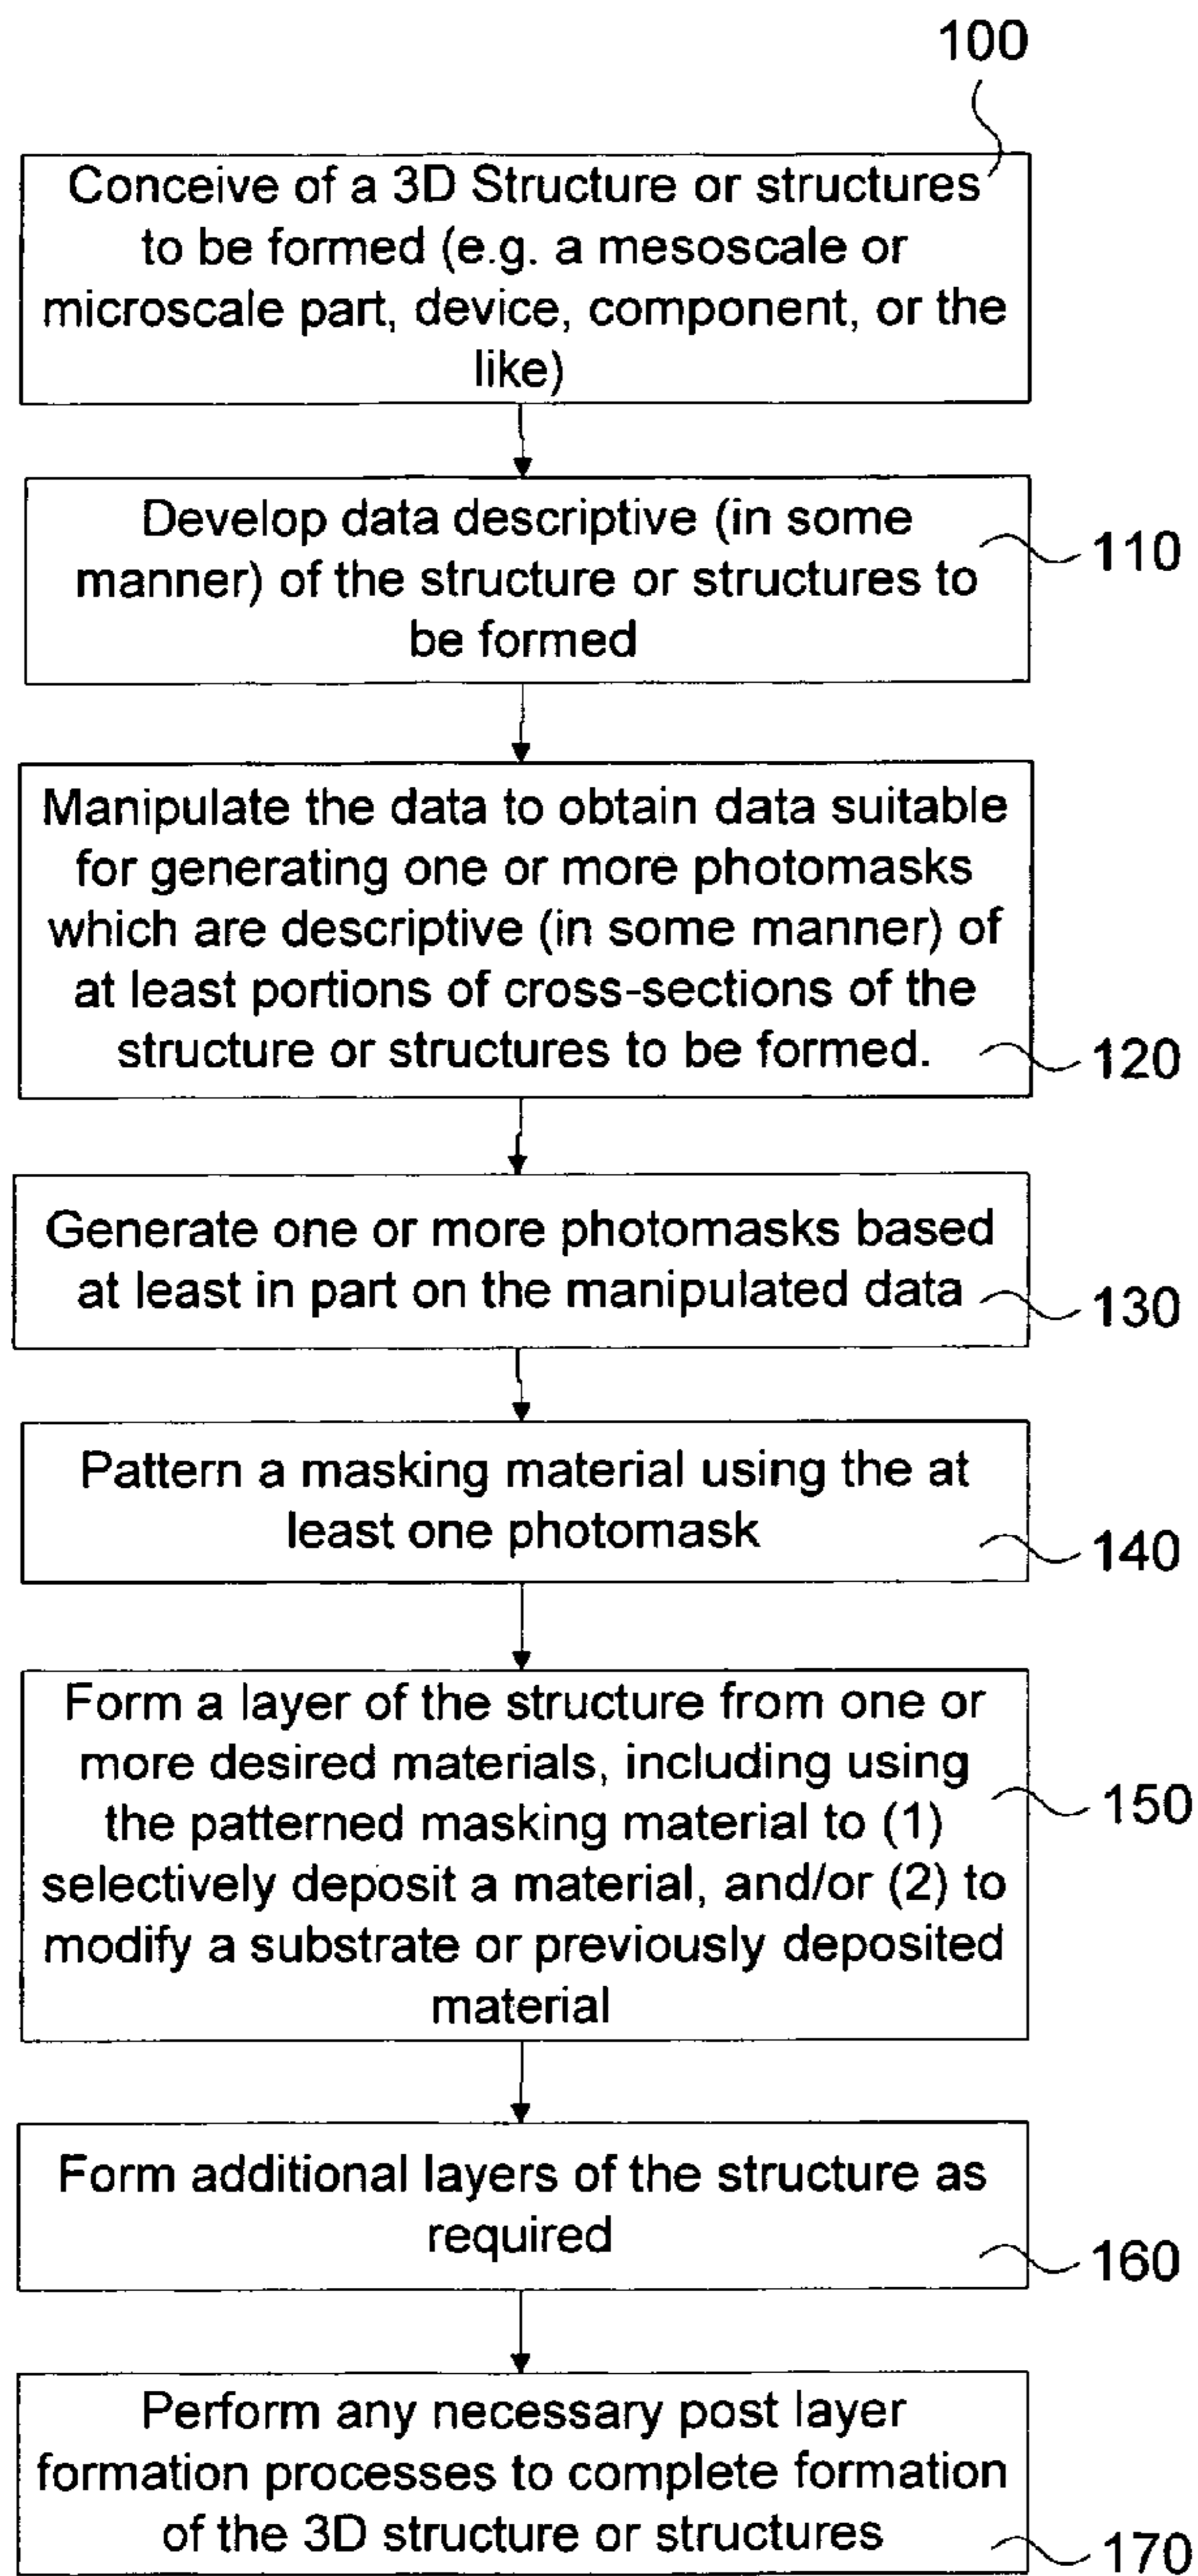 100
Conceive of a 3D Structure or structures
to be formed (e.g. a mesoscale or
microscale part, device, component, or the
like)
Develop data descriptive (in some
manner) of the structure or structures to
be formed
110
Manipulate the data to obtain data suitable
for generating one or more photomasks
which are descriptive (in some manner) of
at least portions of cross-sections of the
structure or structures to be formed.
120
Generate one or more photomasks based
at least in part on the manipulated data
130
Pattern a masking material using the at
least one photomask
140
Form a layer of the structure from one or
more desired materials, including using
the patterned masking material to (1)
selectively deposit a material, and/or (2) to
modify a substrate or previously deposited
material
150
Form additional layers of the structure as
required
160
Perform any necessary post layer
formation processes to complete formation
of the 3D structure or structures
170